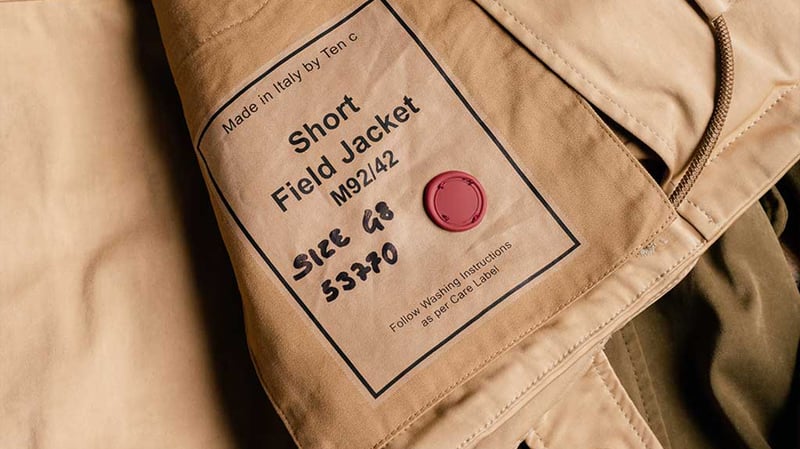 Made in Italy by Ten c
Short
Field Jacket
M92/42
SIZE 48
53770
Follow Washing Instructions
as per Care Label